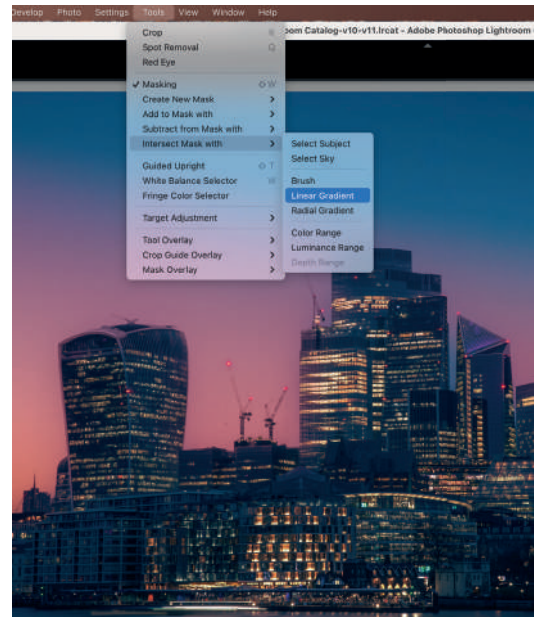 Develop Photo Settings Tools View Window Help
oom Catalog-v10-v11.lrcat - Adobe Photoshop Lightroom
Crop R
Spot Removal Q
Red Eye
✓ Masking ⇧ W
Create New Mask >
Add to Mask with >
Subtract from Mask with >
Intersect Mask with >
Select Subject
Select Sky
Guided Upright ⇧ T
White Balance Selector W
Brush
Fringe Color Selector
Linear Gradient
Radial Gradient
Target Adjustment >
Color Range
Tool Overlay >
Luminance Range
Crop Guide Overlay >
Depth Range
Mask Overlay >